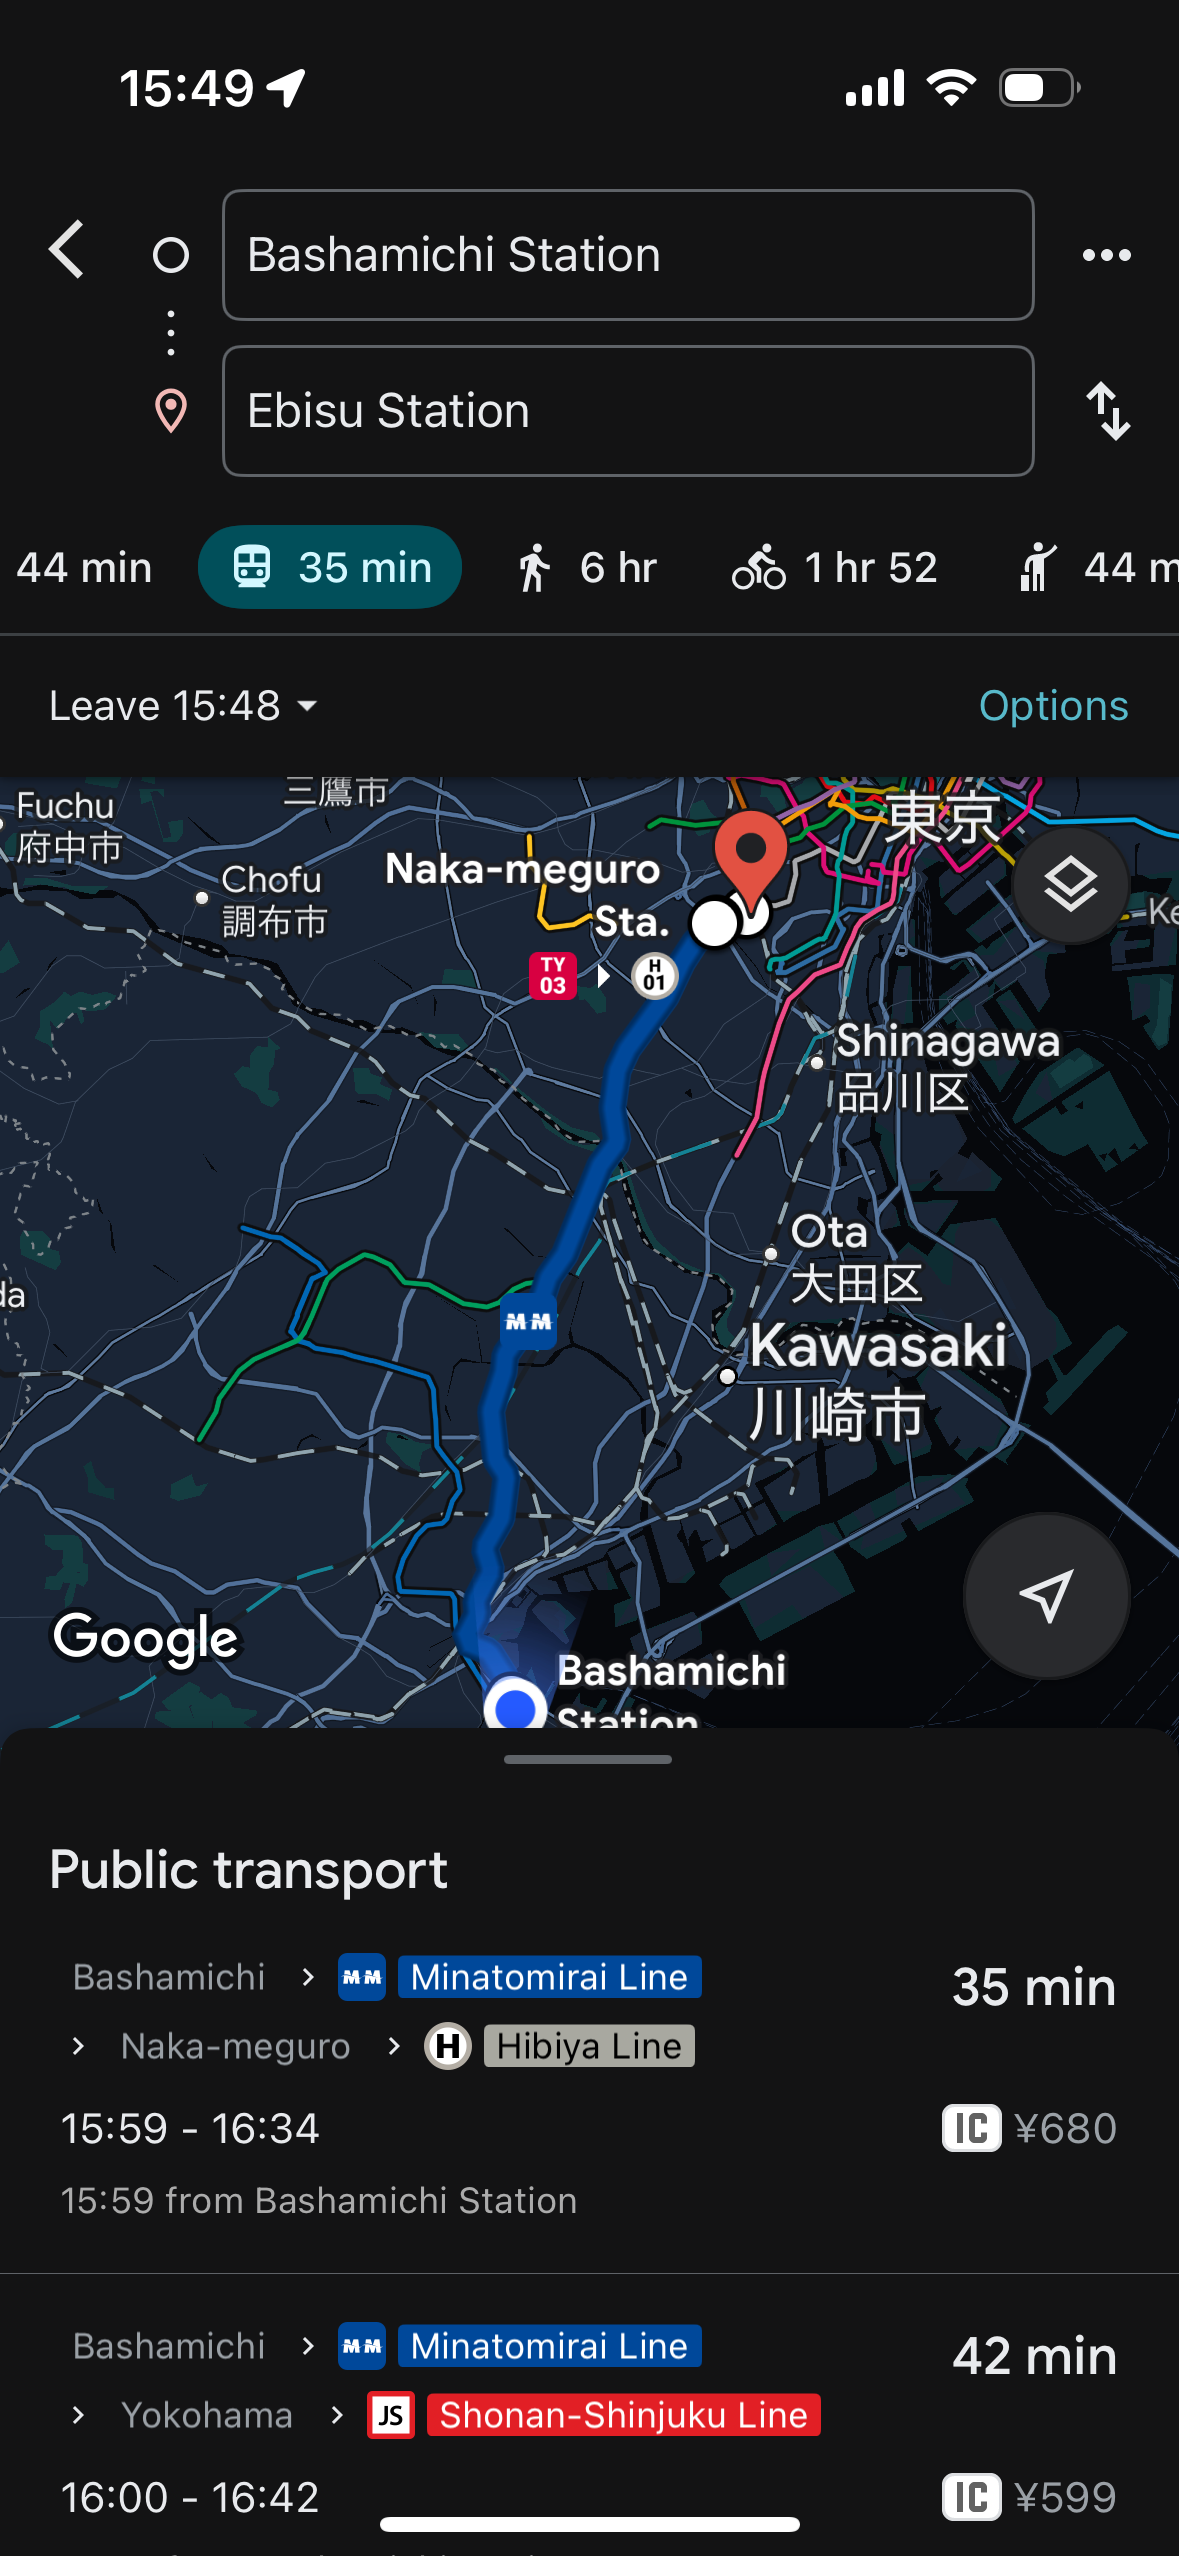 15:49
Bashamichi Station
Ebisu Station
44 min
35 min
6 hr
1 hr 52
44 m
Leave 15:48
Options
三鷹市
Fuchu
府中市
Chofu
調布市
東京
Naka-meguro
Sta.
TY
03
H
01
Ke
Shinagawa
品川区
Ota
大田区
da
MM
Kawasaki
川崎市
Google
Bashamichi
Station
Public transport
Bashamichi > MM Minatomirai Line
35 min
> Naka-meguro > H Hibiya Line
15:59 - 16:34
IC ¥680
15:59 from Bashamichi Station
Bashamichi > MM Minatomirai Line
42 min
> Yokohama > JS Shonan-Shinjuku Line
16:00 - 16:42
IC ¥599